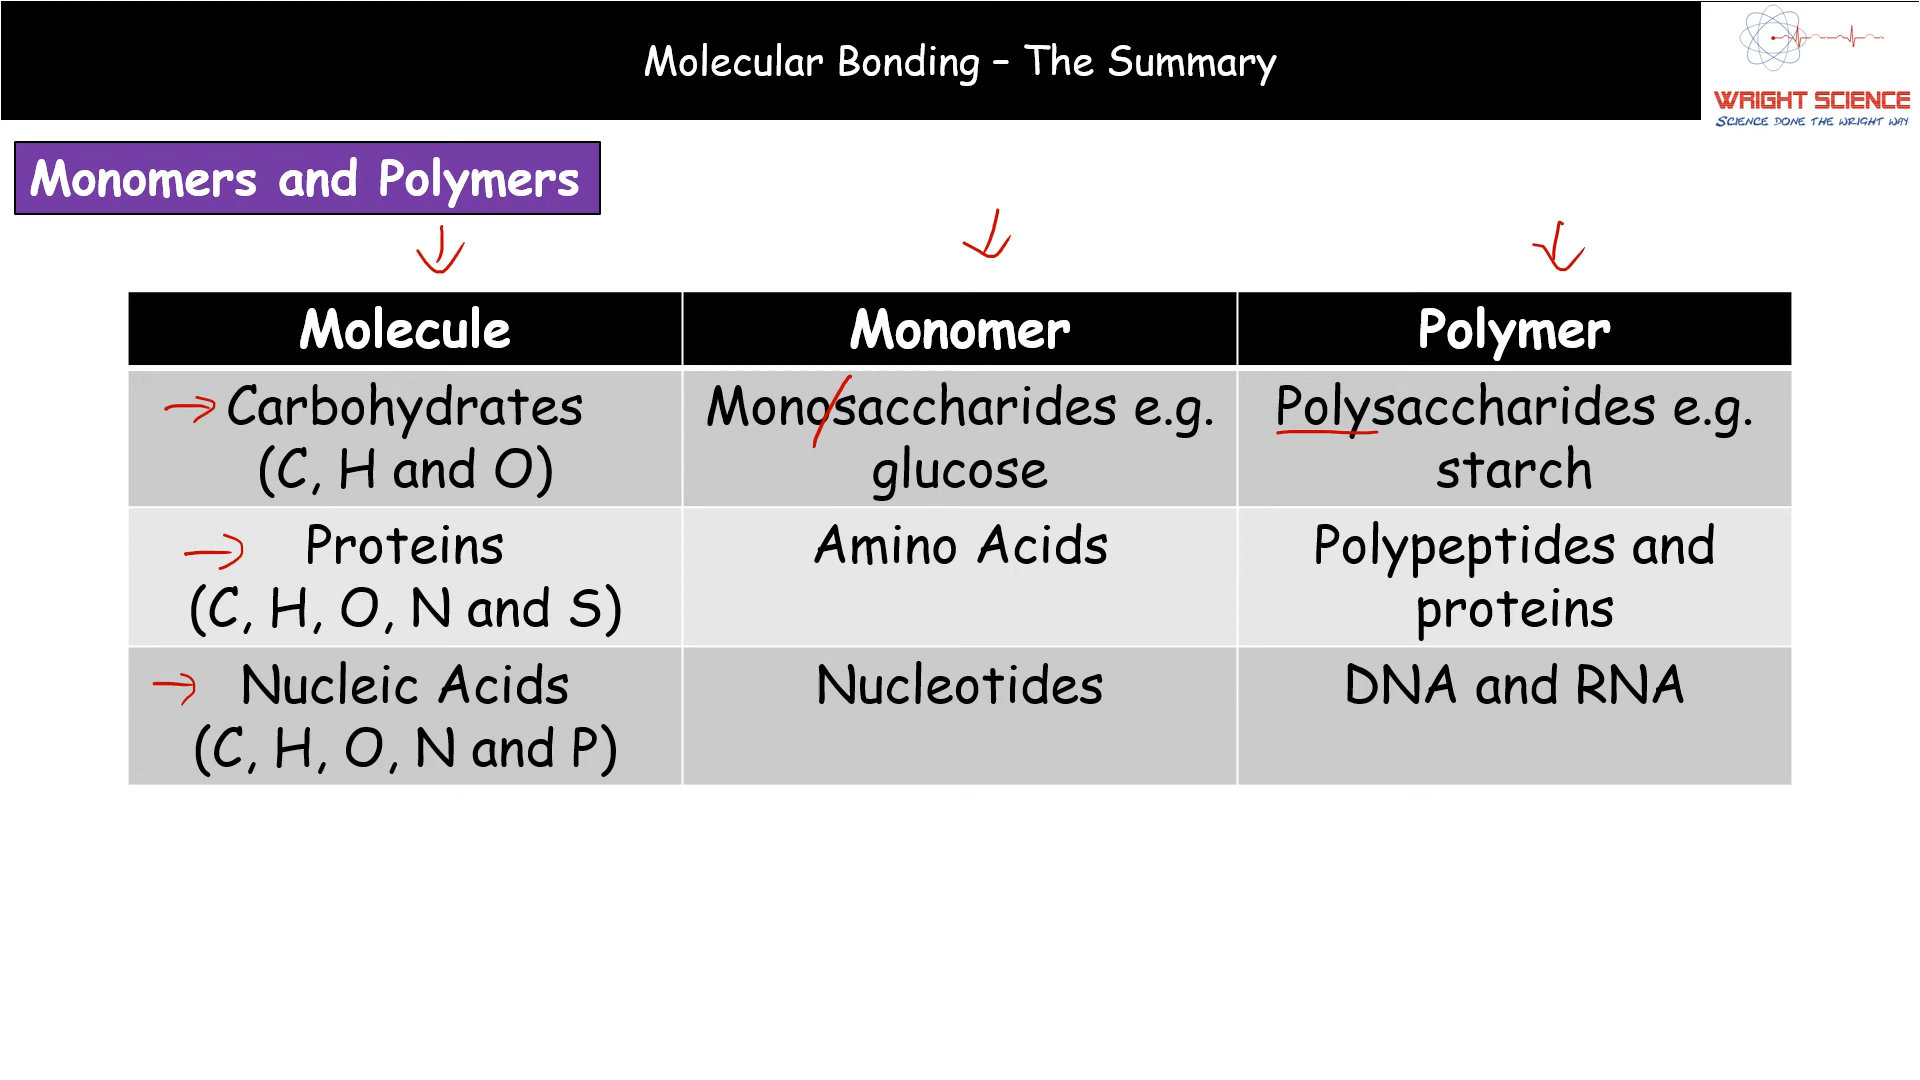 Molecular Bonding – The Summary
WRIGHT SCIENCE
SCIENCE DONE THE WRIGHT WAY
Monomers and Polymers
Molecule
Monomer
Polymer
Carbohydrates
(C, H and O)
Monosaccharides e.g.
glucose
Polysaccharides e.g.
starch
Proteins
(C, H, O, N and S)
Amino Acids
Polypeptides and
proteins
Nucleic Acids
(C, H, O, N and P)
Nucleotides
DNA and RNA